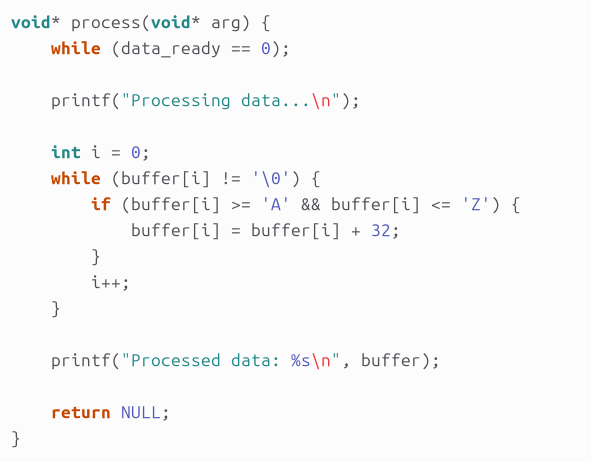 void* process(void* arg) {
    while (data_ready == 0);

    printf("Processing data...\n");

    int i = 0;
    while (buffer[i] != '\0') {
        if (buffer[i] >= 'A' && buffer[i] <= 'Z') {
            buffer[i] = buffer[i] + 32;
        }
        i++;
    }

    printf("Processed data: %s\n", buffer);

    return NULL;
}